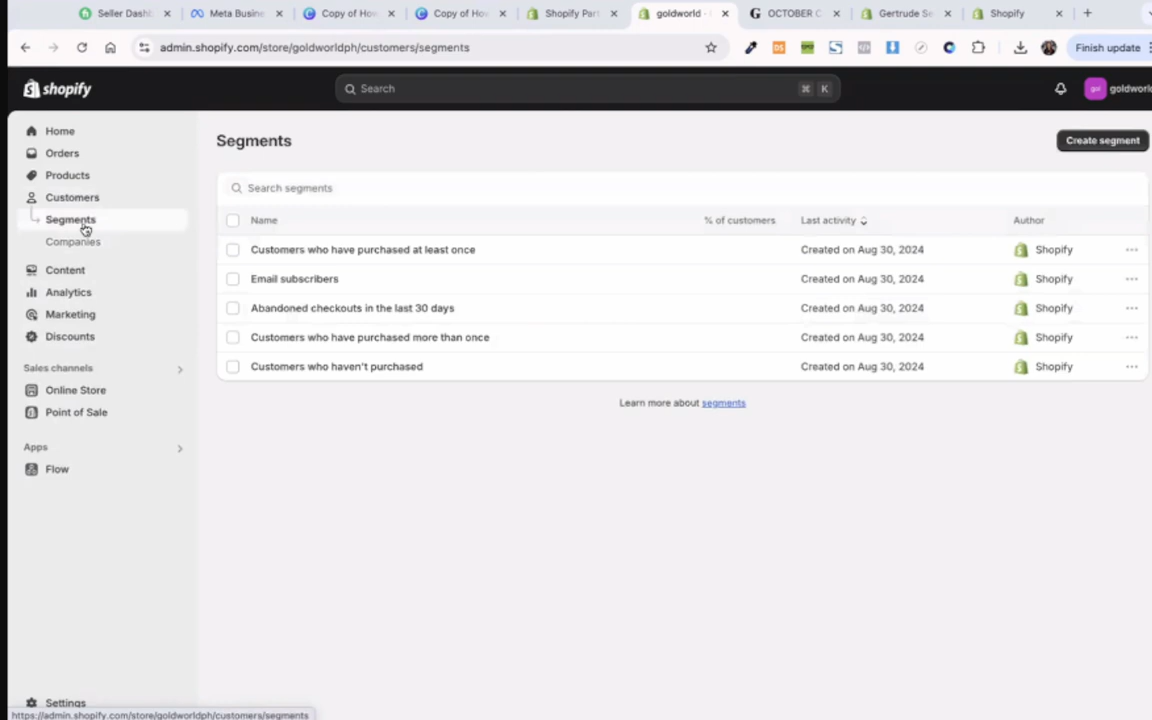 Seller Dash
Meta Busine
Copy of How
Copy of How
Shopify Part
goldworld
OCTOBER C
Gertrude Se
Shopify
admin.shopify.com/store/goldworldph/customers/segments
Finish update
shopify
Search
⌘ K
goldworl
Home
Orders
Products
Customers
Segments
Companies
Content
Analytics
Marketing
Discounts
Sales channels
Online Store
Point of Sale
Apps
Flow
Settings
Segments
Create segment
Search segments
Name % of customers Last activity Author
Customers who have purchased at least once Created on Aug 30, 2024 Shopify
Email subscribers Created on Aug 30, 2024 Shopify
Abandoned checkouts in the last 30 days Created on Aug 30, 2024 Shopify
Customers who have purchased more than once Created on Aug 30, 2024 Shopify
Customers who haven't purchased Created on Aug 30, 2024 Shopify
Learn more about segments
https://admin.shopify.com/store/goldworldph/customers/segments